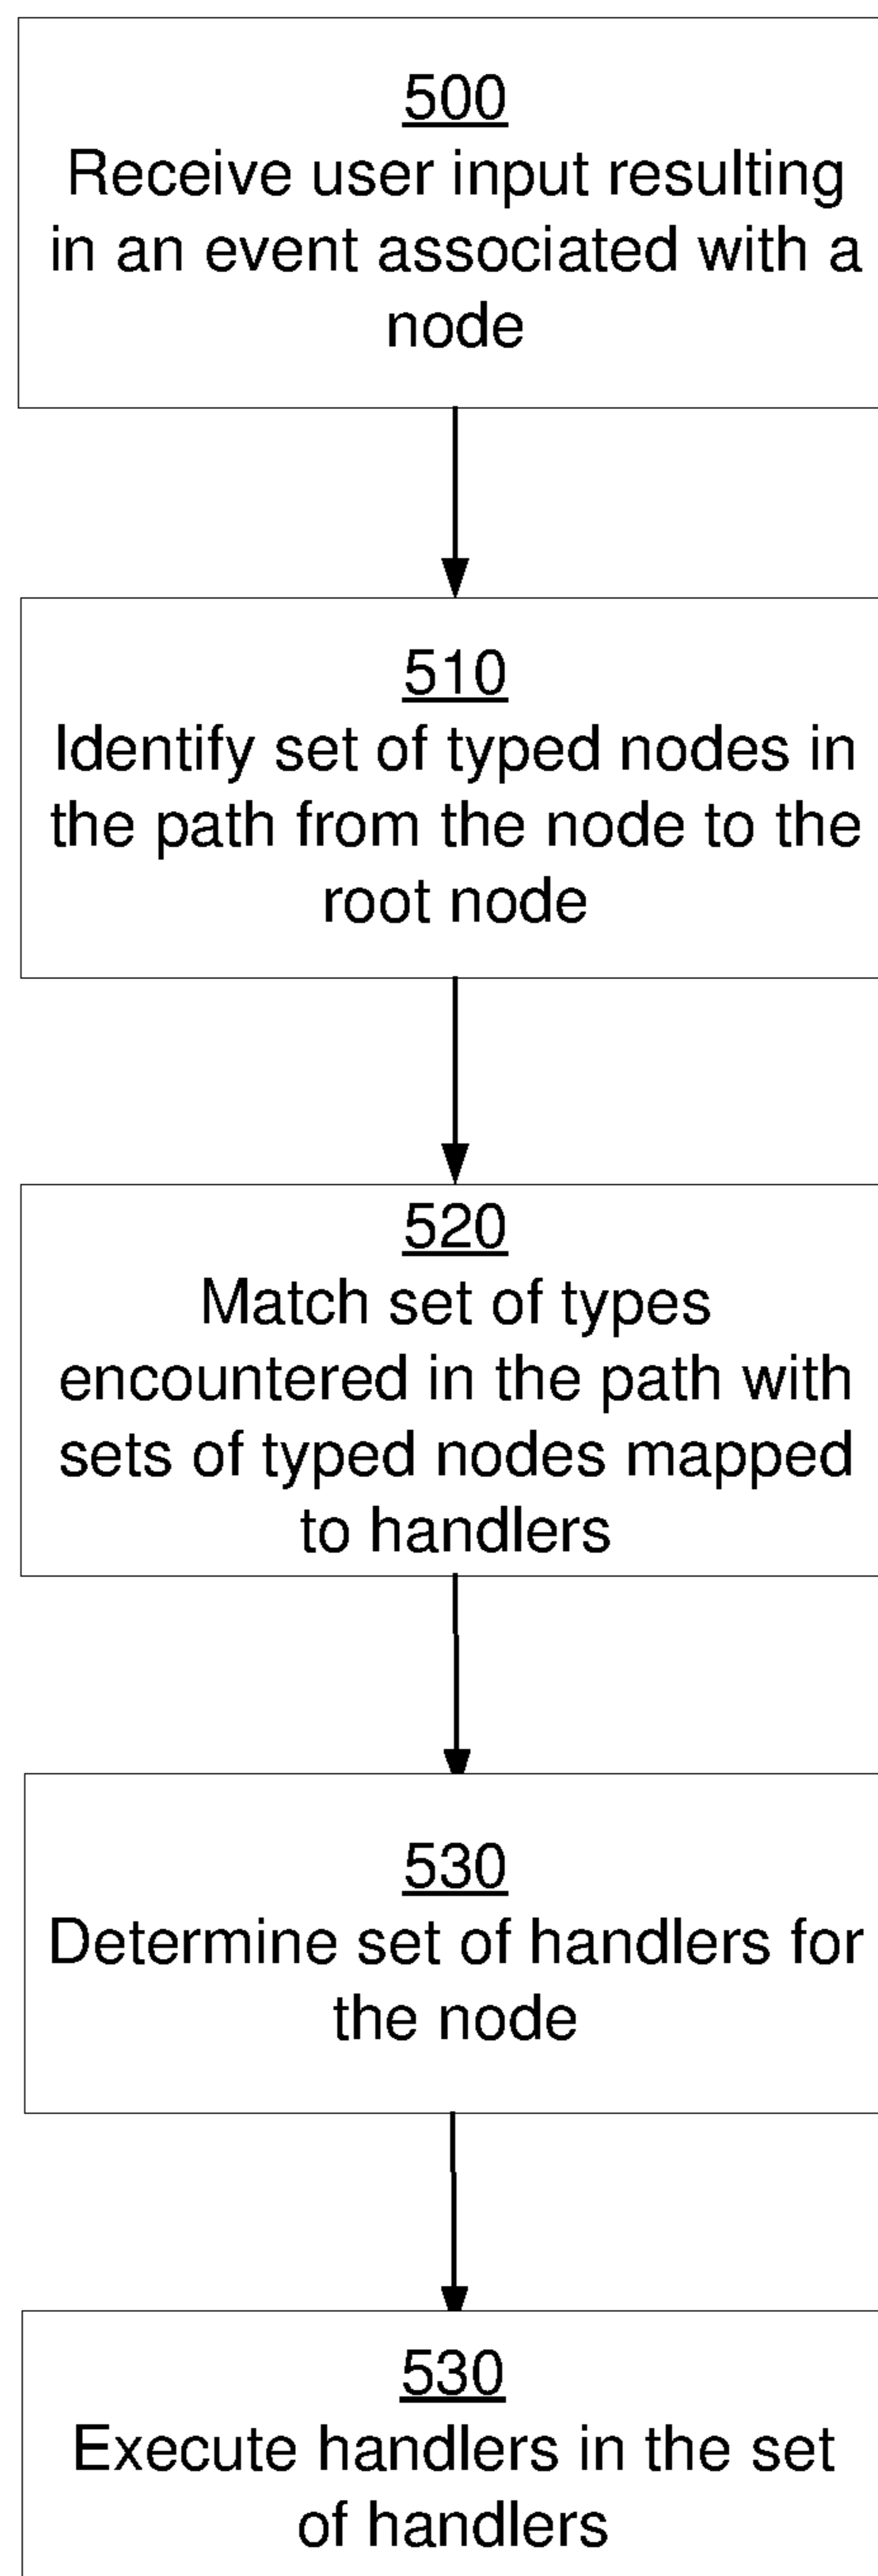 500
Receive user input resulting
in an event associated with a
node
510
Identify set of typed nodes in
the path from the node to the
root node
520
Match set of types
encountered in the path with
sets of typed nodes mapped
to handlers
530
Determine set of handlers for
the node
530
Execute handlers in the set
of handlers